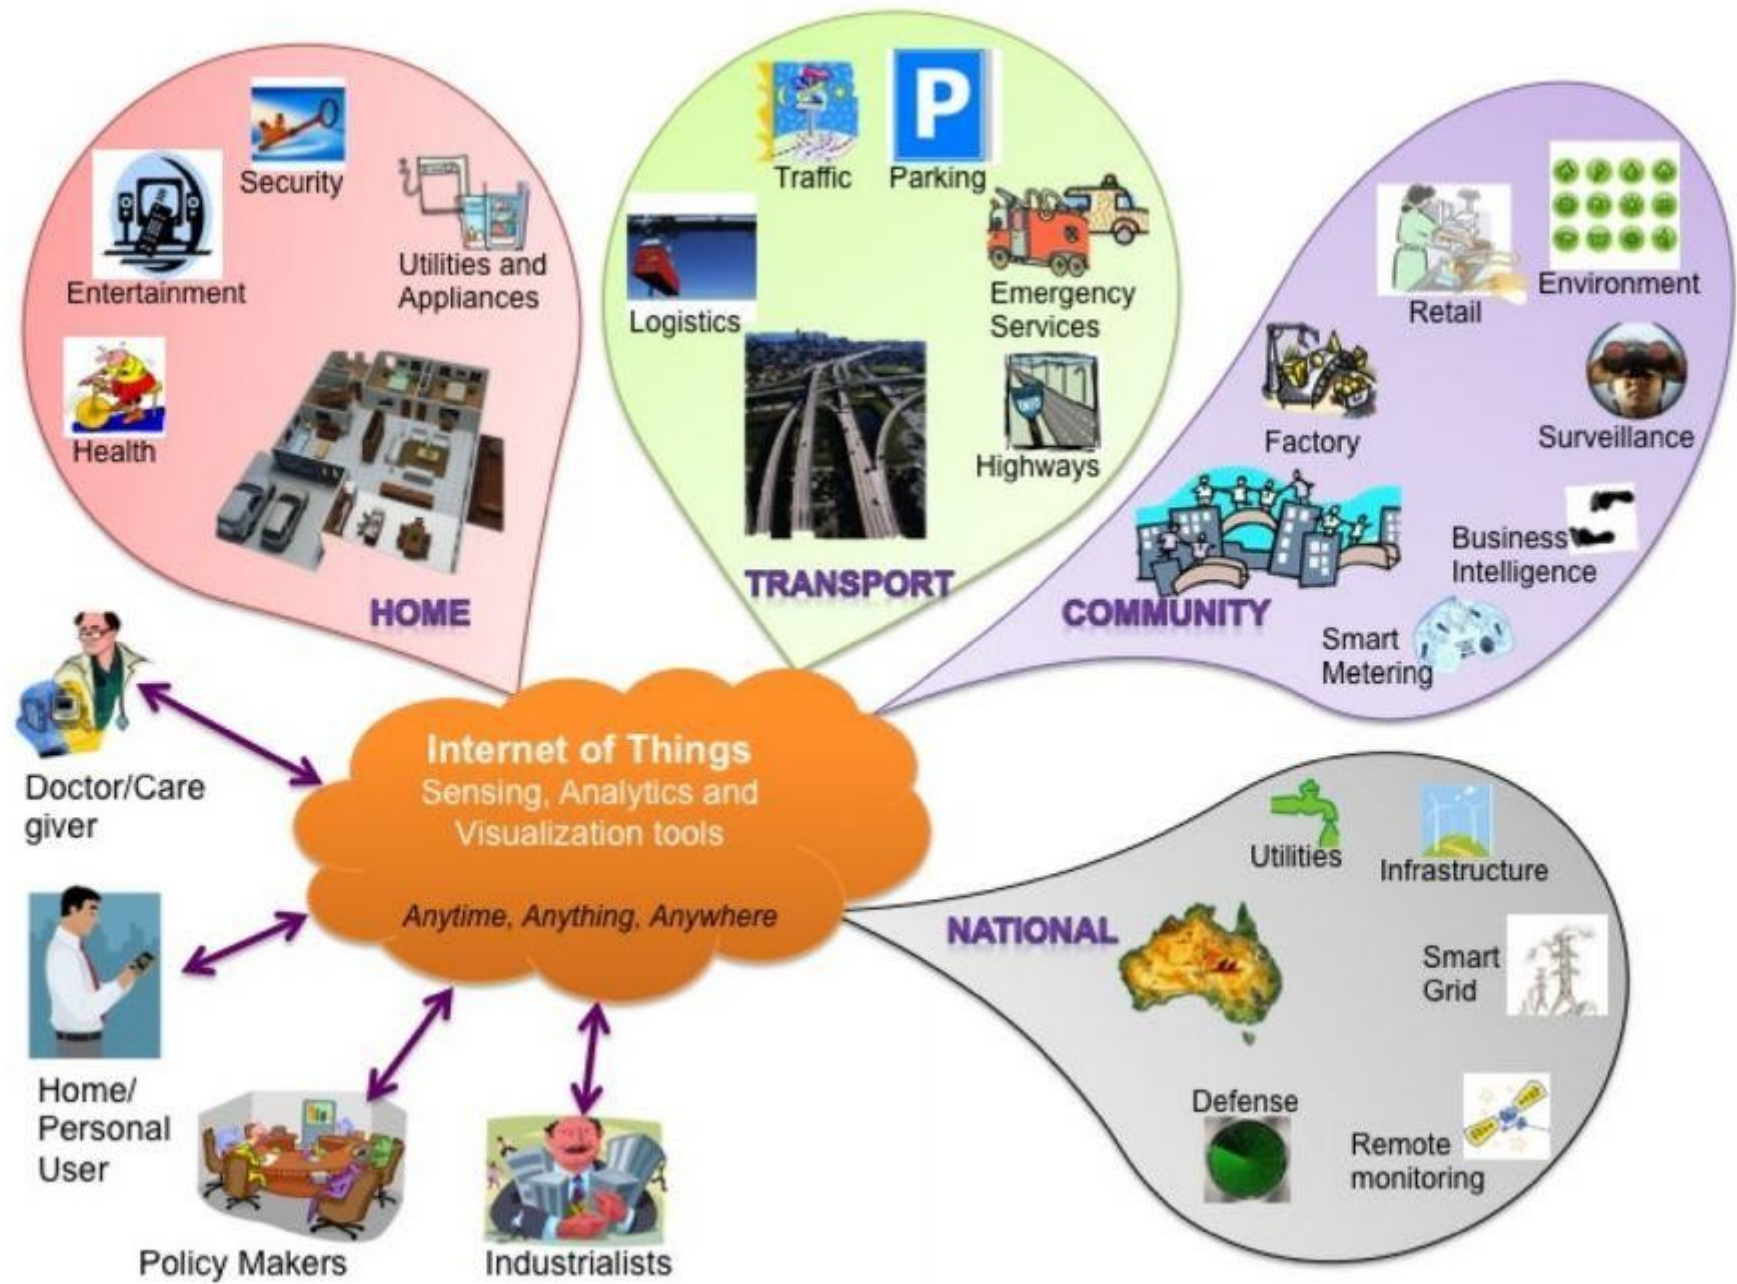 Security
Entertainment
Utilities and
Appliances
Health
HOME
P
Traffic
Parking
Logistics
Emergency
Services
Highways
TRANSPORT
Retail
Environment
Factory
Surveillance
Business
Intelligence
COMMUNITY
Smart
Metering
Internet of Things
Sensing, Analytics and
Visualization tools
Anytime, Anything, Anywhere
Utilities
Infrastructure
NATIONAL
Smart
Grid
Defense
Remote
monitoring
Doctor/Care
giver
Home/
Personal
User
Policy Makers
Industrialists